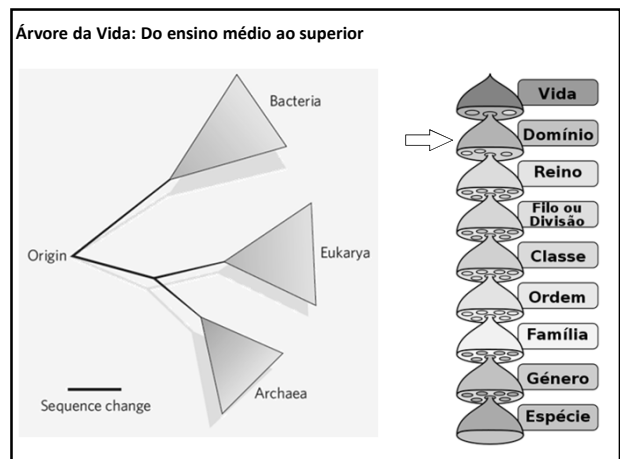 Árvore da Vida: Do ensino médio ao superior
Bacteria
Origin
Eukarya
Archaea
Sequence change
Vida
Domínio
Reino
Filo ou
Divisão
Classe
Ordem
Família
Género
Espécie